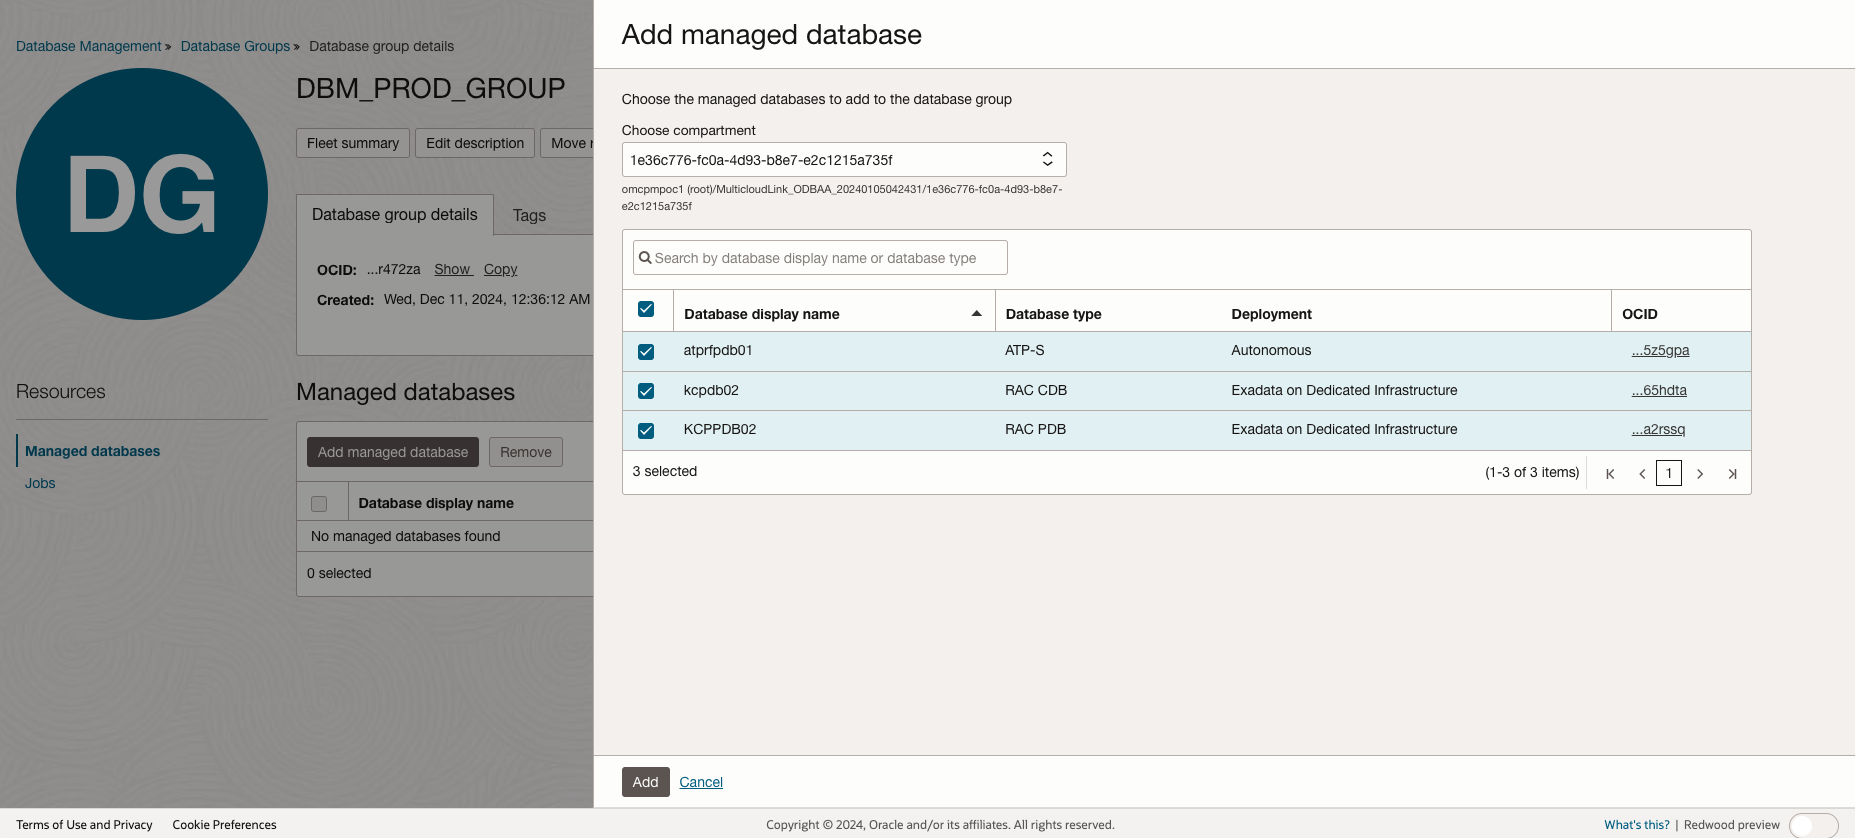 Database Management » Database Groups » Database group details
DG
DBM_PROD_GROUP
Fleet summary
Edit description
Move r
Database group details
Tags
OCID: ...r472za Show Copy
Created: Wed, Dec 11, 2024, 12:36:12 AM
Resources
Managed databases
Jobs
Managed databases
Add managed database
Remove
Database display name
No managed databases found
0 selected
Add managed database
Choose the managed databases to add to the database group
Choose compartment
1e36c776-fc0a-4d93-b8e7-e2c1215a735f
omcpmpoc1 (root)/MulticloudLink_ODBAA_20240105042431/1e36c776-fc0a-4d93-b8e7-
e2c1215a735f
Search by database display name or database type
Database display name Database type Deployment OCID
atprfpdb01 ATP-S Autonomous ...5z5gpa
kcpdb02 RAC CDB Exadata on Dedicated Infrastructure ...65hdta
KCPPDB02 RAC PDB Exadata on Dedicated Infrastructure ...a2rssq
3 selected (1-3 of 3 items) 1
Add Cancel
Terms of Use and Privacy Cookie Preferences Copyright © 2024, Oracle and/or its affiliates. All rights reserved. What's this? | Redwood preview